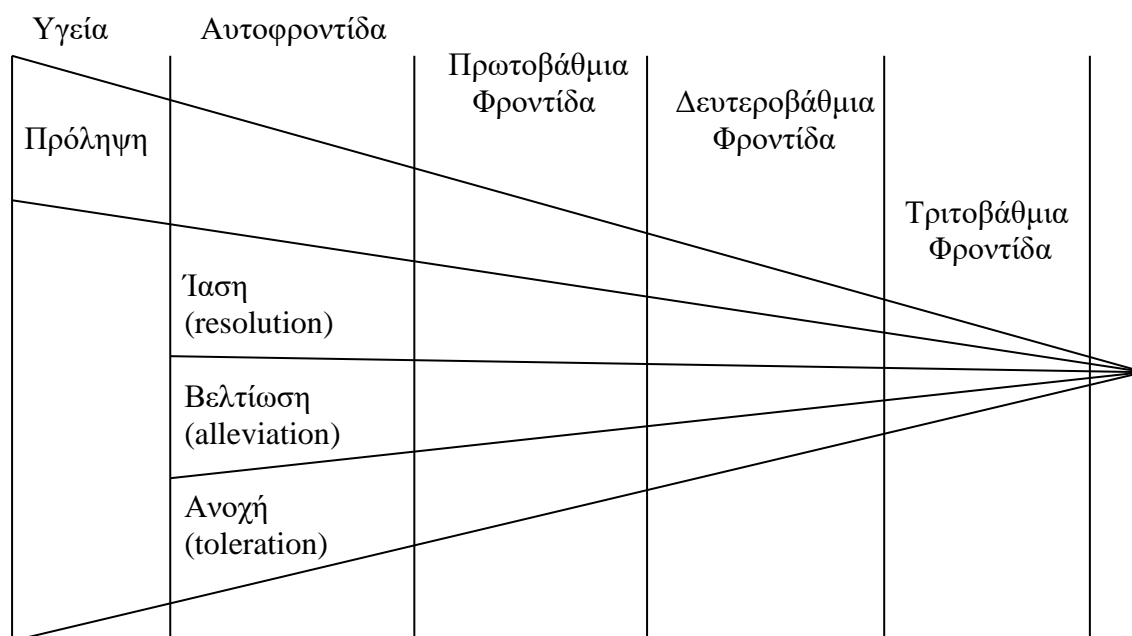 Υγεία
Αυτοφροντίδα
Πρωτοβάθμια
Φροντίδα
Δευτεροβάθμια
Φροντίδα
Τριτοβάθμια
Φροντίδα
Πρόληψη
Ίαση
(resolution)
Βελτίωση
(alleviation)
Ανοχή
(toleration)